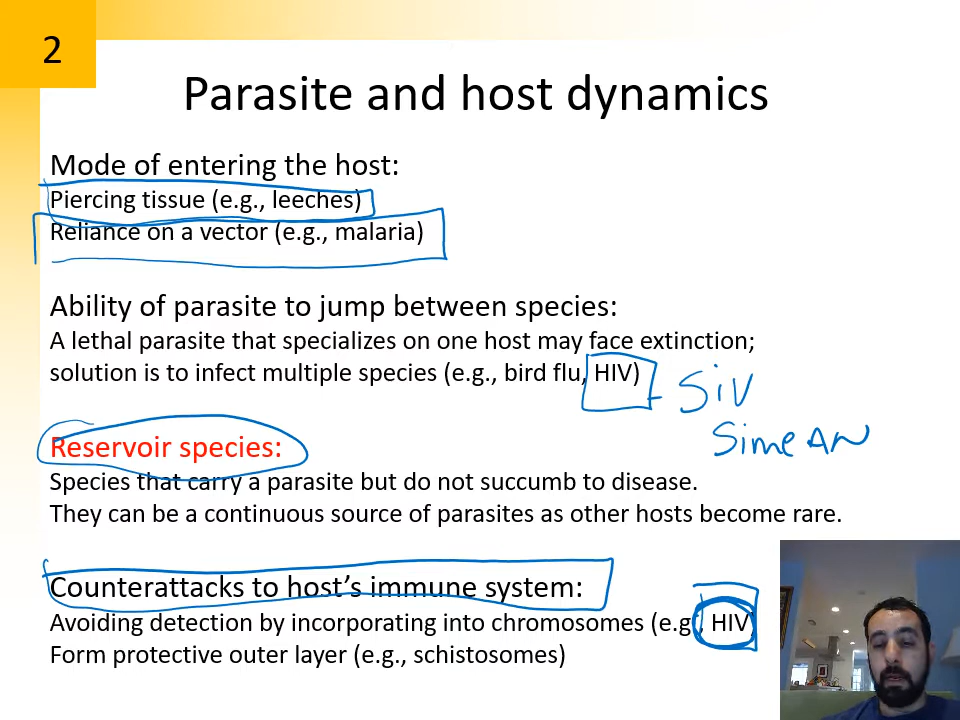 2
Parasite and host dynamics
Mode of entering the host:
Piercing tissue (e.g., leeches)
Reliance on a vector (e.g., malaria)
Ability of parasite to jump between species:
A lethal parasite that specializes on one host may face extinction;
solution is to infect multiple species (e.g., bird flu, HIV)
SiV
SimeAN
Reservoir species:
Species that carry a parasite but do not succumb to disease.
They can be a continuous source of parasites as other hosts become rare.
Counterattacks to host's immune system:
Avoiding detection by incorporating into chromosomes (e.g., HIV)
Form protective outer layer (e.g., schistosomes)